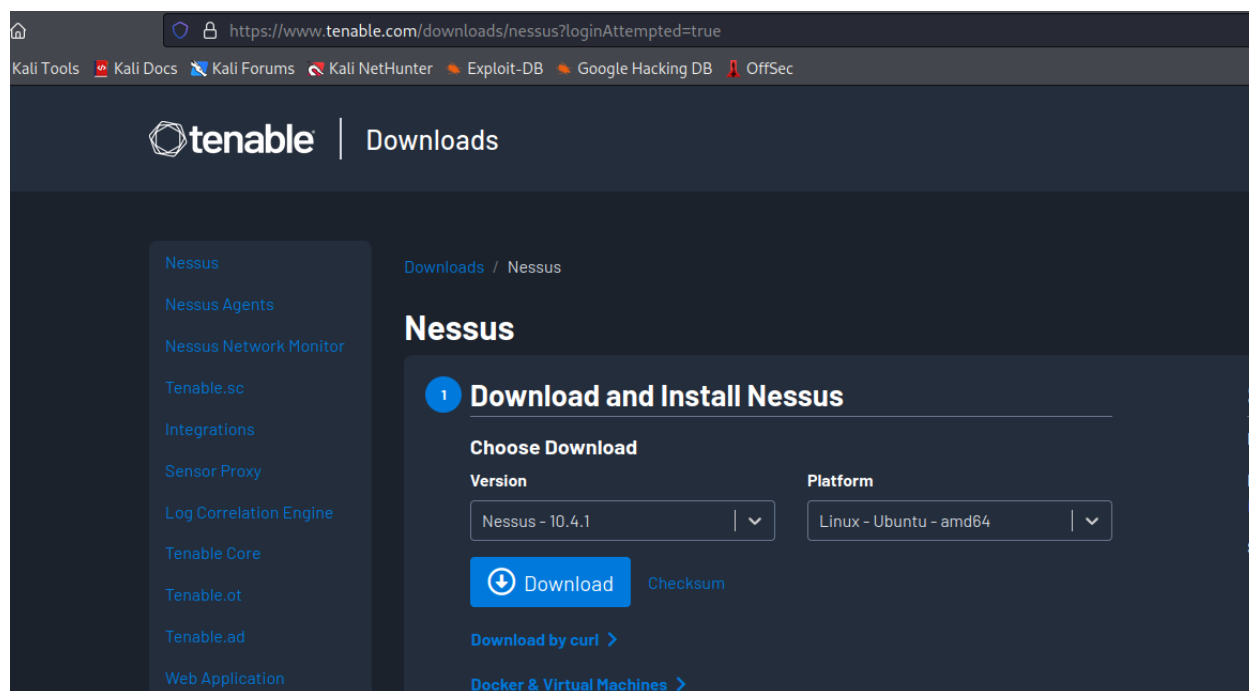 https://www.tenable.com/downloads/nessus?loginAttempted=true
Kali Tools Kali Docs Kali Forums Kali NetHunter Exploit-DB Google Hacking DB OffSec
tenable Downloads
Nessus
Nessus Agents
Nessus Network Monitor
Tenable.sc
Integrations
Sensor Proxy
Log Correlation Engine
Tenable Core
Tenable.ot
Tenable.ad
Web Application
Downloads / Nessus
Nessus
1 Download and Install Nessus
Choose Download
Version Platform
Nessus - 10.4.1 Linux - Ubuntu - amd64
Download Checksum
Download by curl
Docker & Virtual Machines